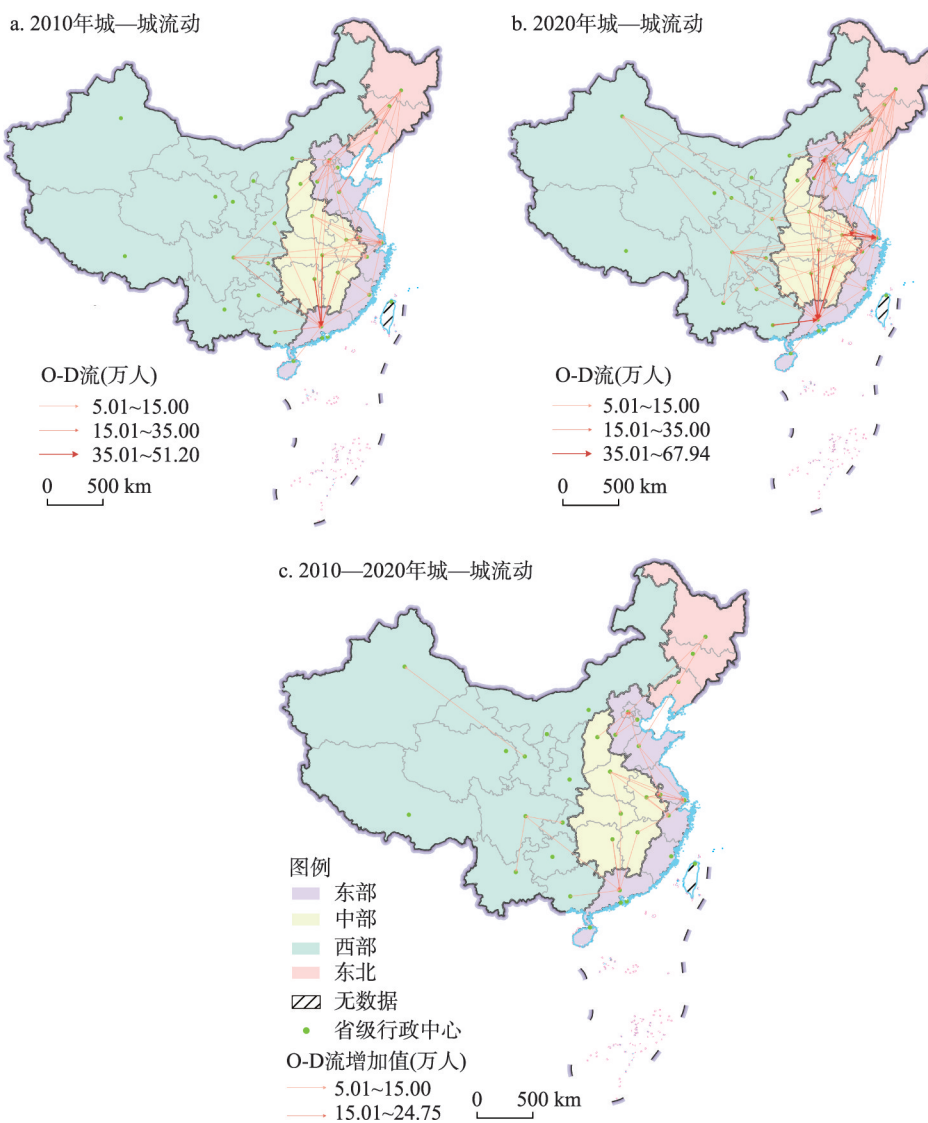 a. 2010年城—城流动
b. 2020年城—城流动
O-D流(万人)
5.01~15.00
15.01~35.00
35.01~51.20
0 500 km
O-D流(万人)
5.01~15.00
15.01~35.00
35.01~67.94
0 500 km
c. 2010—2020年城—城流动
图例
东部
中部
西部
东北
无数据
省级行政中心
O-D流增加值(万人)
5.01~15.00
15.01~24.75
0 500 km